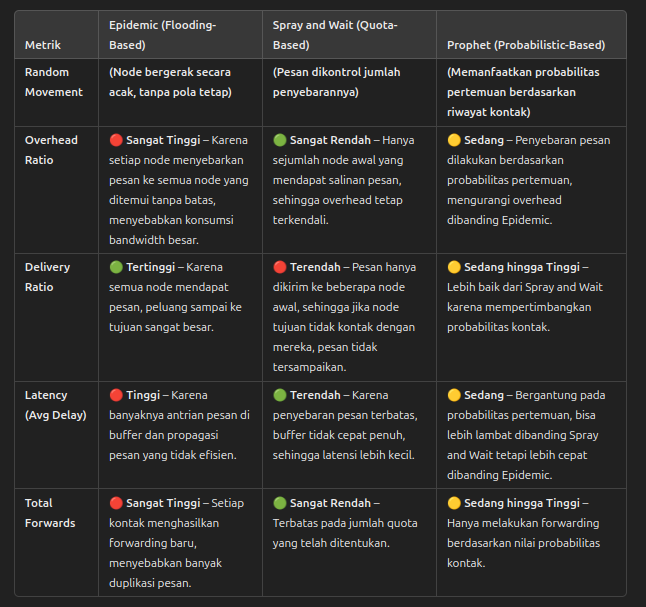 Metrik
Epidemic (Flooding-
Based)
Spray and Wait (Quota-
Based)
Prophet (Probabilistic-Based)
Random
Movement
(Node bergerak secara
acak, tanpa pola tetap)
(Pesan dikontrol jumlah
penyebarannya)
(Memanfaatkan probabilitas
pertemuan berdasarkan
riwayat kontak)
Overhead
Ratio
🔴 Sangat Tinggi – Karena
setiap node menyebarkan
pesan ke semua node yang
ditemui tanpa batas,
menyebabkan konsumsi
bandwidth besar.
🟢 Sangat Rendah – Hanya
sejumlah node awal yang
mendapat salinan pesan,
sehingga overhead tetap
terkendali.
🟡 Sedang – Penyebaran pesan
dilakukan berdasarkan
probabilitas pertemuan,
mengurangi overhead
dibanding Epidemic.
Delivery
Ratio
🟢 Tertinggi – Karena
semua node mendapat
pesan, peluang sampai ke
tujuan sangat besar.
🔴 Terendah – Pesan hanya
dikirim ke beberapa node
awal, sehingga jika node
tujuan tidak kontak dengan
mereka, pesan tidak
tersampaikan.
🟡 Sedang hingga Tinggi –
Lebih baik dari Spray and Wait
karena mempertimbangkan
probabilitas kontak.
Latency
(Avg Delay)
🔴 Tinggi – Karena
banyaknya antrian pesan di
buffer dan propagasi
pesan yang tidak efisien.
🟢 Terendah – Karena
penyebaran pesan terbatas,
buffer tidak cepat penuh,
sehingga latensi lebih kecil.
🟡 Sedang – Bergantung pada
probabilitas pertemuan, bisa
lebih lambat dibanding Spray
and Wait tetapi lebih cepat
dibanding Epidemic.
Total
Forwards
🔴 Sangat Tinggi – Setiap
kontak menghasilkan
forwarding baru,
menyebabkan banyak
duplikasi pesan.
🟢 Sangat Rendah –
Terbatas pada jumlah quota
yang telah ditentukan.
🟡 Sedang hingga Tinggi –
Hanya melakukan forwarding
berdasarkan nilai probabilitas
kontak.